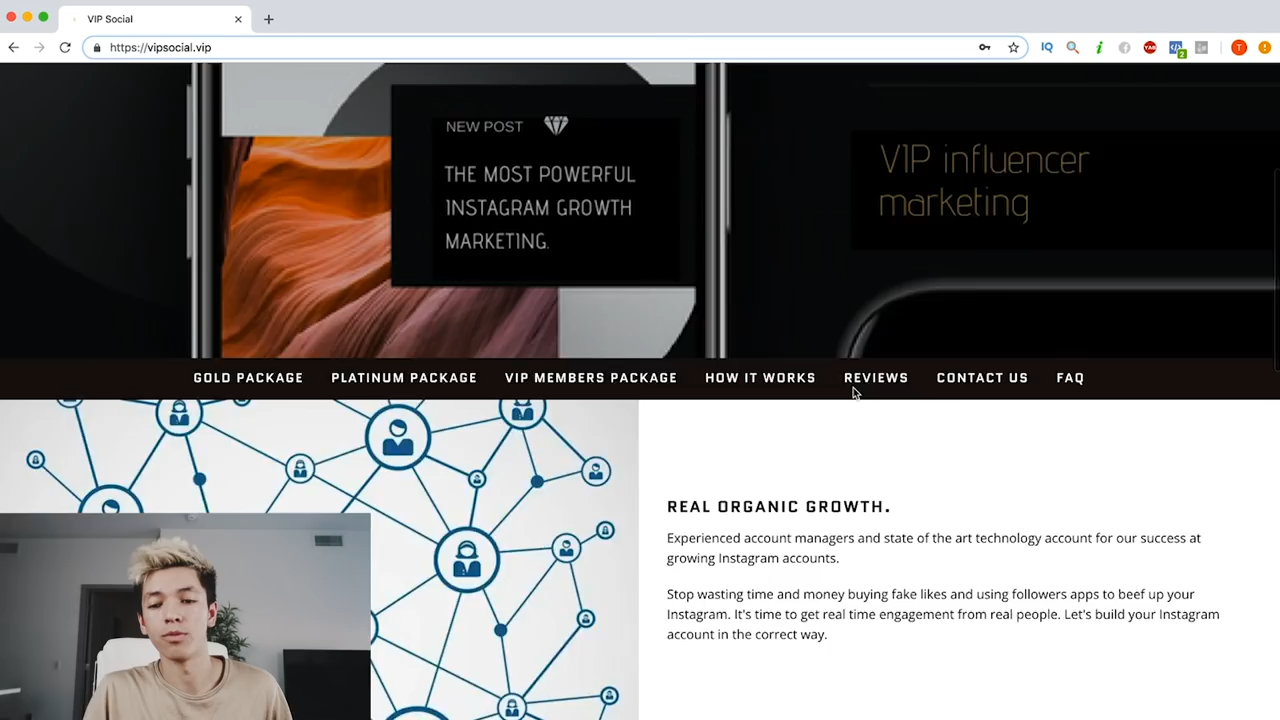 VIP Social
https://vipsocial.vip
IQ
YAB
2
T
NEW POST
THE MOST POWERFUL
INSTAGRAM GROWTH
MARKETING.
VIP influencer
marketing
GOLD PACKAGE PLATINUM PACKAGE VIP MEMBERS PACKAGE HOW IT WORKS REVIEWS CONTACT US FAQ
REAL ORGANIC GROWTH.
Experienced account managers and state of the art technology account for our success at
growing Instagram accounts.
Stop wasting time and money buying fake likes and using followers apps to beef up your
Instagram. It's time to get real time engagement from real people. Let's build your Instagram
account in the correct way.